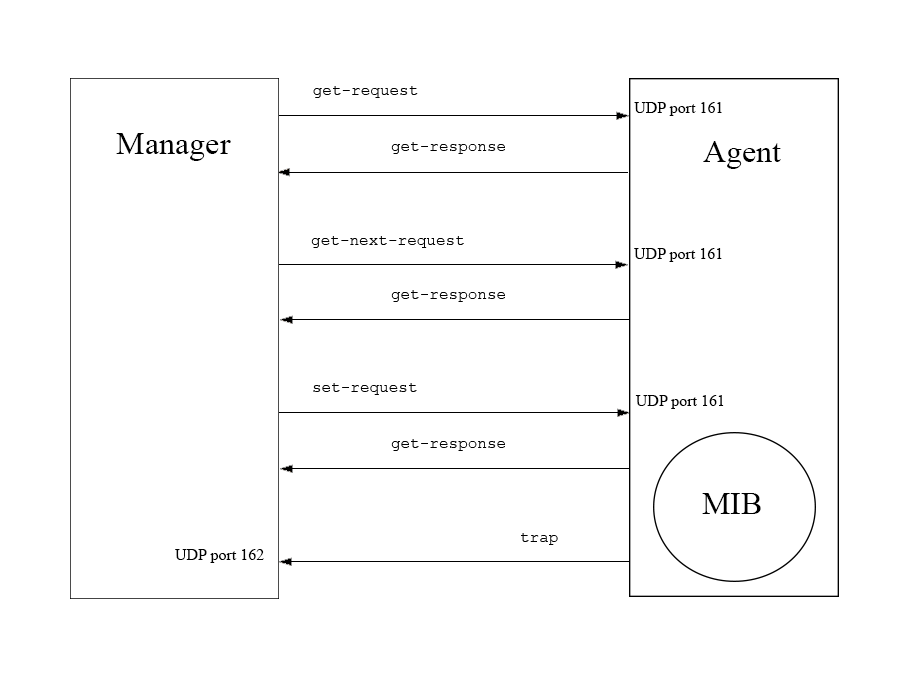 get-request
UDP port 161
Manager
get-response
Agent
get-next-request
UDP port 161
get-response
set-request
UDP port 161
get-response
MIB
trap
UDP port 162